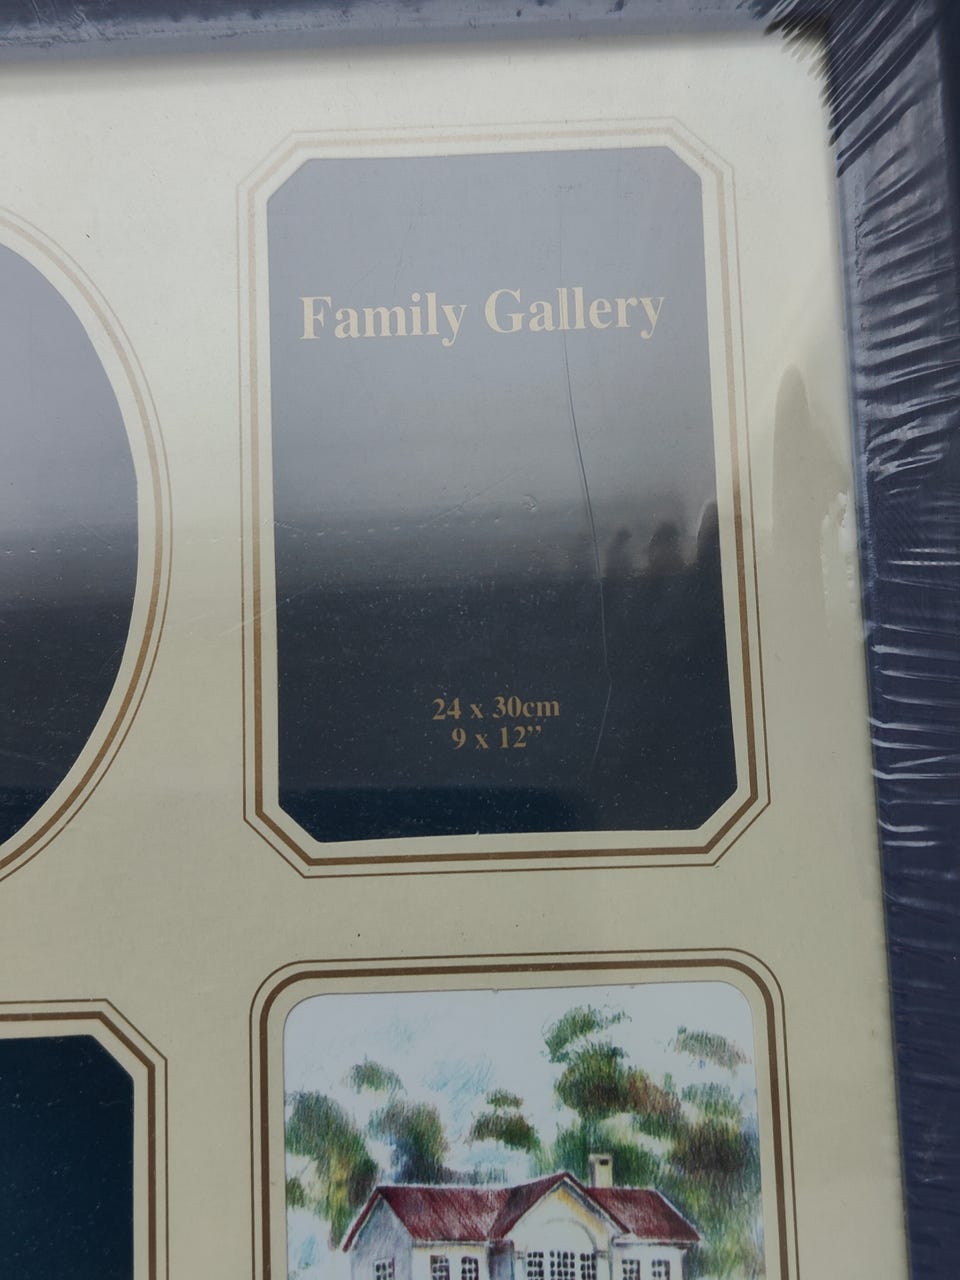 Family Gallery
24 x 30cm
9 x 12”